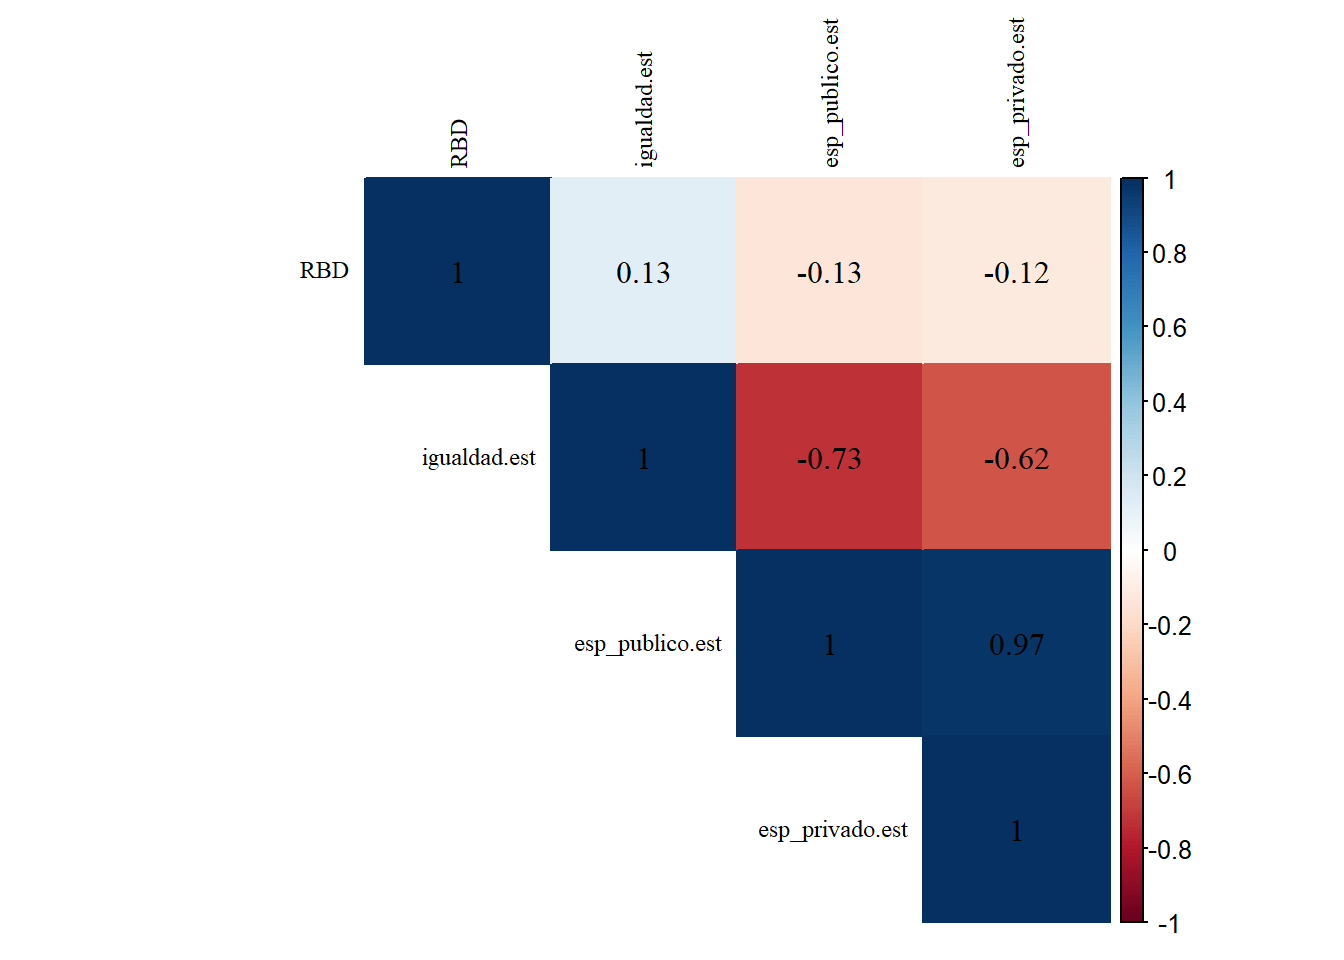 RBD
igualdad.est
esp_publico.est
esp_privado.est
RBD
1
0.13
-0.13
-0.12
igualdad.est
1
-0.73
-0.62
esp_publico.est
1
0.97
esp_privado.est
1
1
0.8
0.6
0.4
0.2
0
-0.2
-0.4
-0.6
-0.8
-1